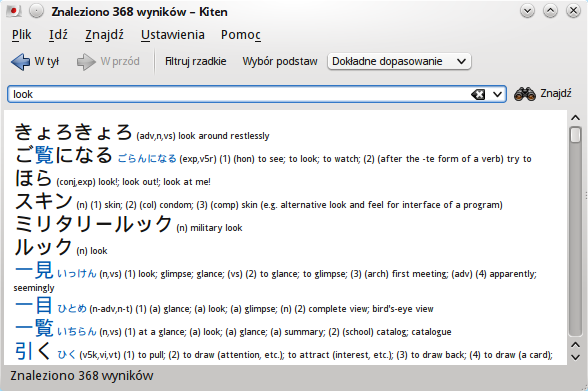 Znaleziono 368 wyników – Kiten
Plik Idź Znajdź Ustawienia Pomoc
W tył W przód Filtruj rzadkie Wybór podstaw Dokładne dopasowanie
look Znajdź
きょろきょろ (adv,n,vs) look around restlessly
ご覧になる ごらんになる (exp,v5r) (1) (hon) to see; to look; to watch; (2) (after the -te form of a verb) try to
ほら (conj,exp) look!; look out!; look at me!
スキン (n) (1) skin; (2) (col) condom; (3) (comp) skin (e.g. alternative look and feel for interface of a program)
ミリタリールック (n) military look
ルック (n) look
一見 いっけん (n,vs) (1) look; glimpse; glance; (vs) (2) to glance; to glimpse; (3) (arch) first meeting; (adv) (4) apparently;
seemingly
一目 ひとめ (n-adv,n-t) (1) (a) glance; (a) look; (a) glimpse; (n) (2) complete view; bird's-eye view
一覧 いちらん (n,vs) (1) at a glance; (a) look; (a) glance; (a) summary; (2) (school) catalog; catalogue
引く ひく (v5k,vi,vt) (1) to pull; (2) to draw (attention, etc.); to attract (interest, etc.); (3) to draw back; (4) to draw (a card);
Znaleziono 368 wyników